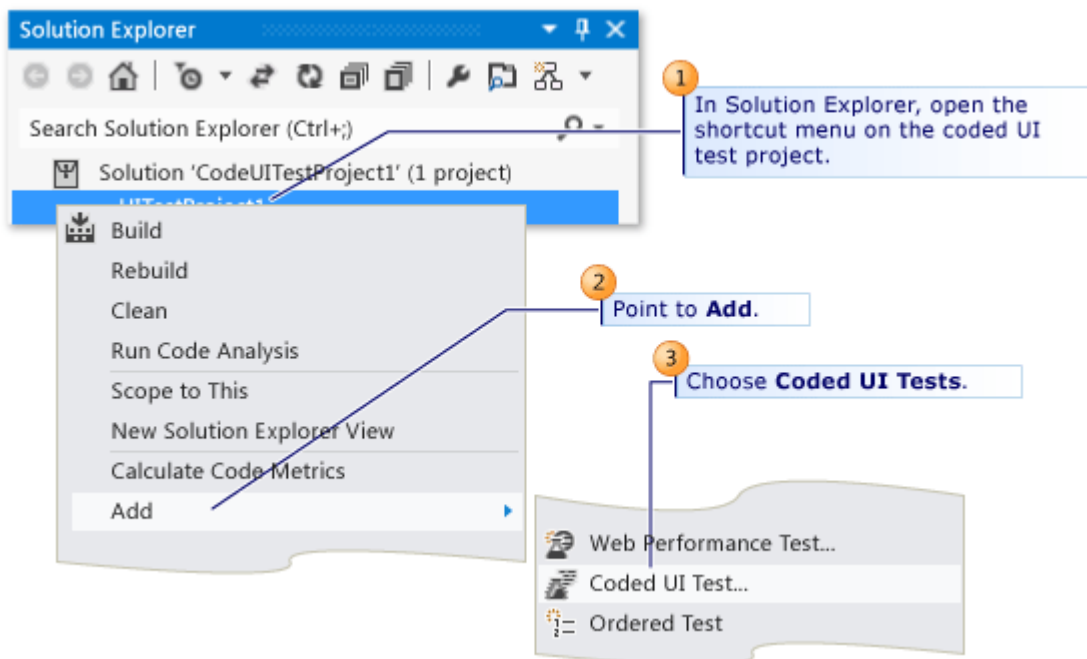 Solution Explorer
Search Solution Explorer (Ctrl+;)
Solution 'CodeUITestProject1' (1 project)
UITestProject1
Build
Rebuild
Clean
Run Code Analysis
Scope to This
New Solution Explorer View
Calculate Code Metrics
Add
1
In Solution Explorer, open the
shortcut menu on the coded UI
test project.
2
Point to Add.
3
Choose Coded UI Tests.
Web Performance Test...
Coded UI Test...
Ordered Test